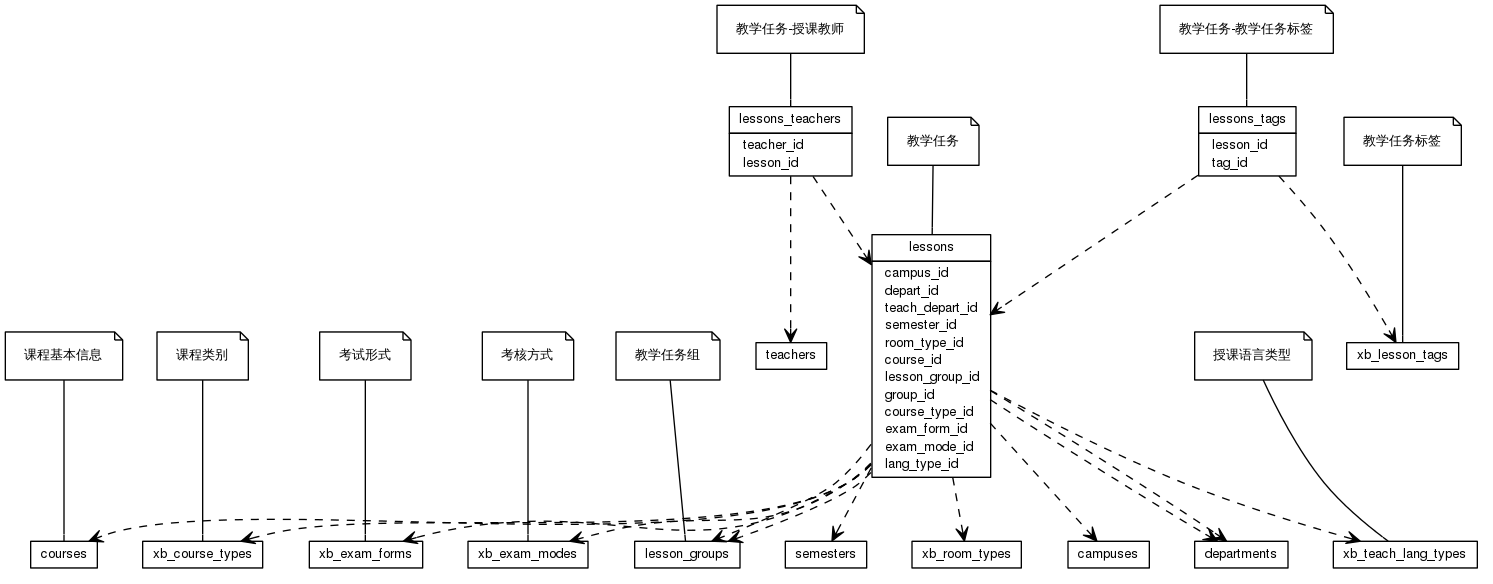 教学任务-授课教师
教学任务-教学任务标签
lessons_teachers
teacher_id
lesson_id
教学任务
lessons_tags
lesson_id
tag_id
教学任务标签
lessons
campus_id
depart_id
teach_depart_id
semester_id
room_type_id
course_id
lesson_group_id
group_id
course_type_id
exam_form_id
exam_mode_id
lang_type_id
课程基本信息
课程类别
考试形式
考核方式
教学任务组
teachers
授课语言类型
xb_lesson_tags
courses
xb_course_types
xb_exam_forms
xb_exam_modes
lesson_groups
semesters
xb_room_types
campuses
departments
xb_teach_lang_types